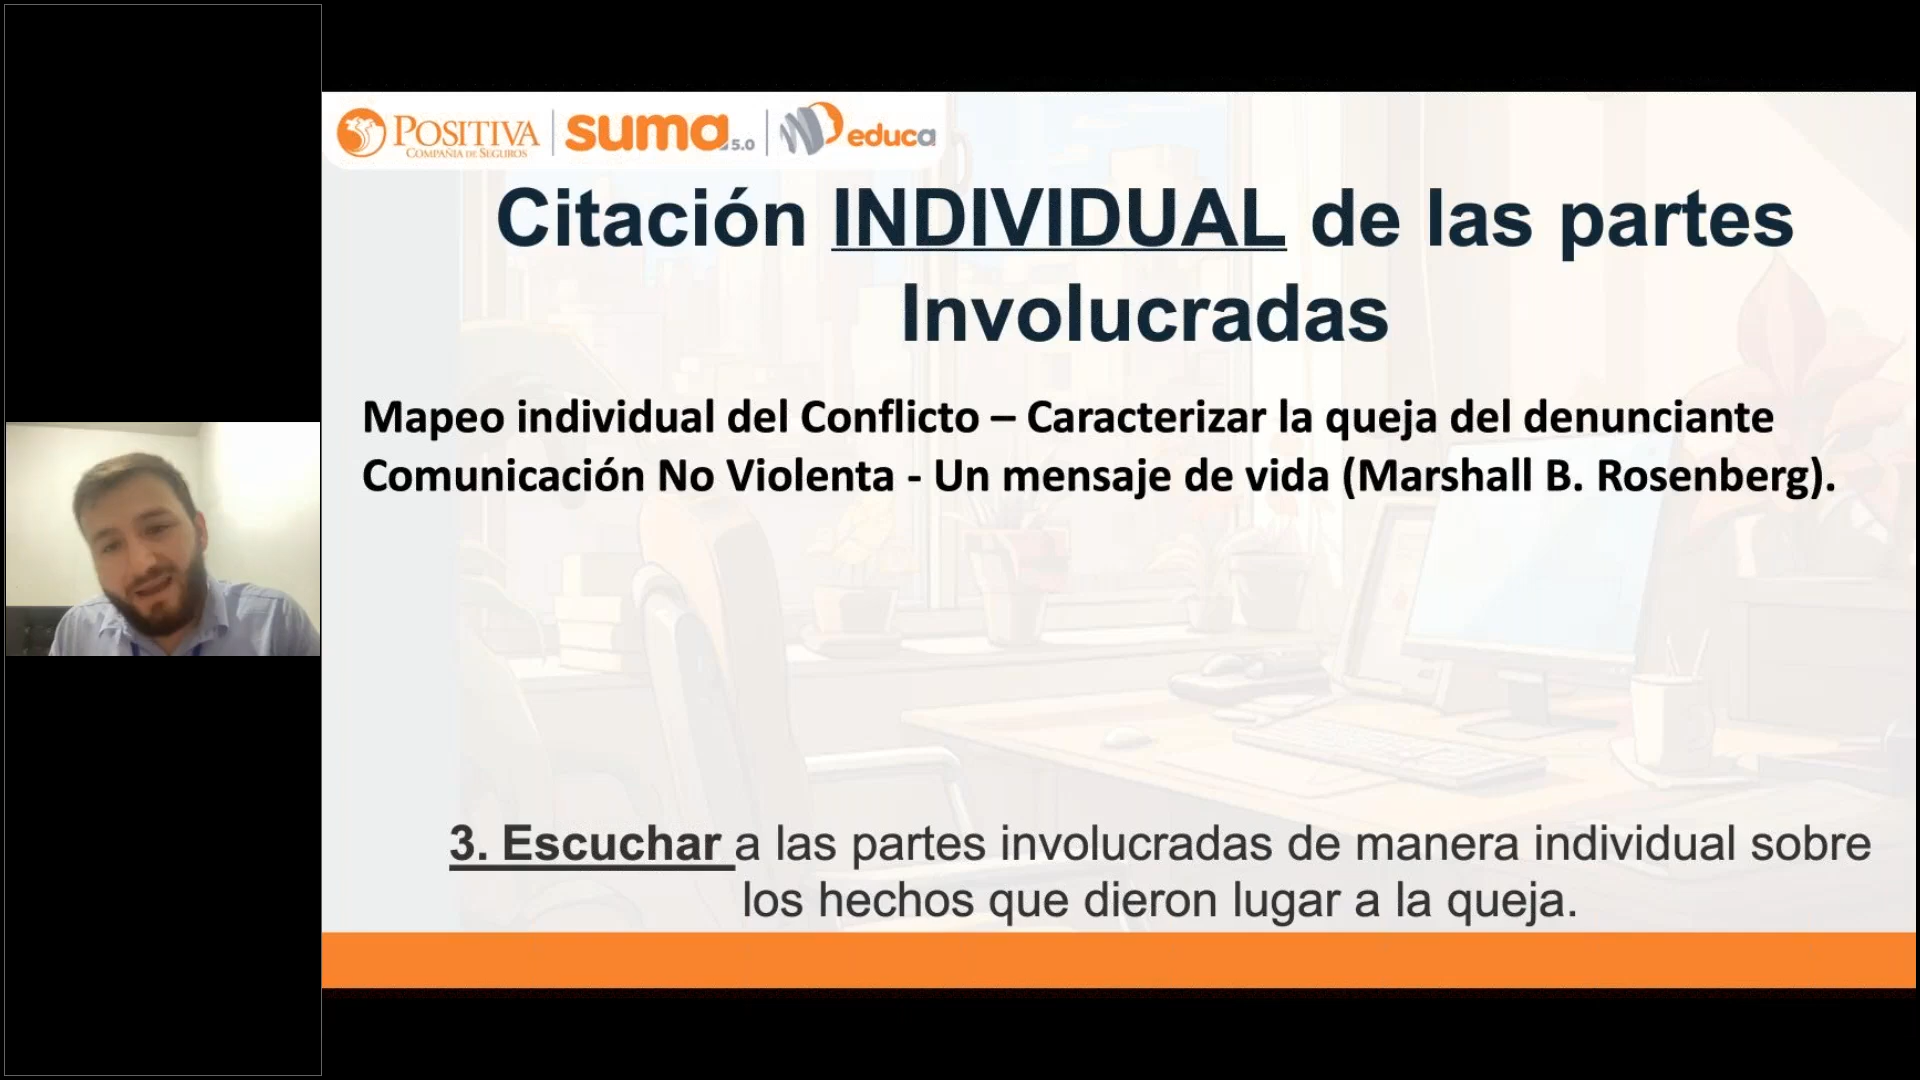 POSITIVA
COMPAÑIA DE SEGUROS
suma 5.0
educa
Citación INDIVIDUAL de las partes
Involucradas
Mapeo individual del Conflicto – Caracterizar la queja del denunciante
Comunicación No Violenta - Un mensaje de vida (Marshall B. Rosenberg).
3. Escuchar a las partes involucradas de manera individual sobre
los hechos que dieron lugar a la queja.